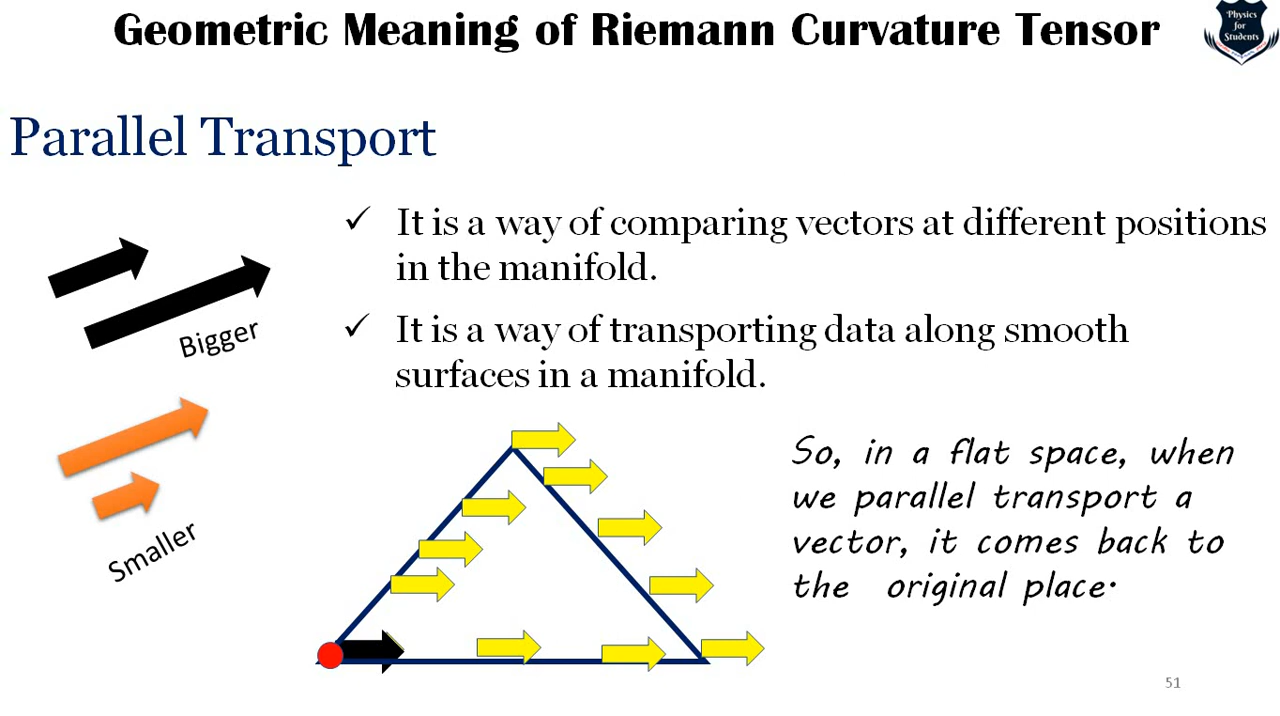 Geometric Meaning of Riemann Curvature Tensor
Physics
for
Students
Parallel Transport
✓ It is a way of comparing vectors at different positions
in the manifold.
✓ It is a way of transporting data along smooth
surfaces in a manifold.
Bigger
Smaller
So, in a flat space, when
we parallel transport a
vector, it comes back to
the original place.
51